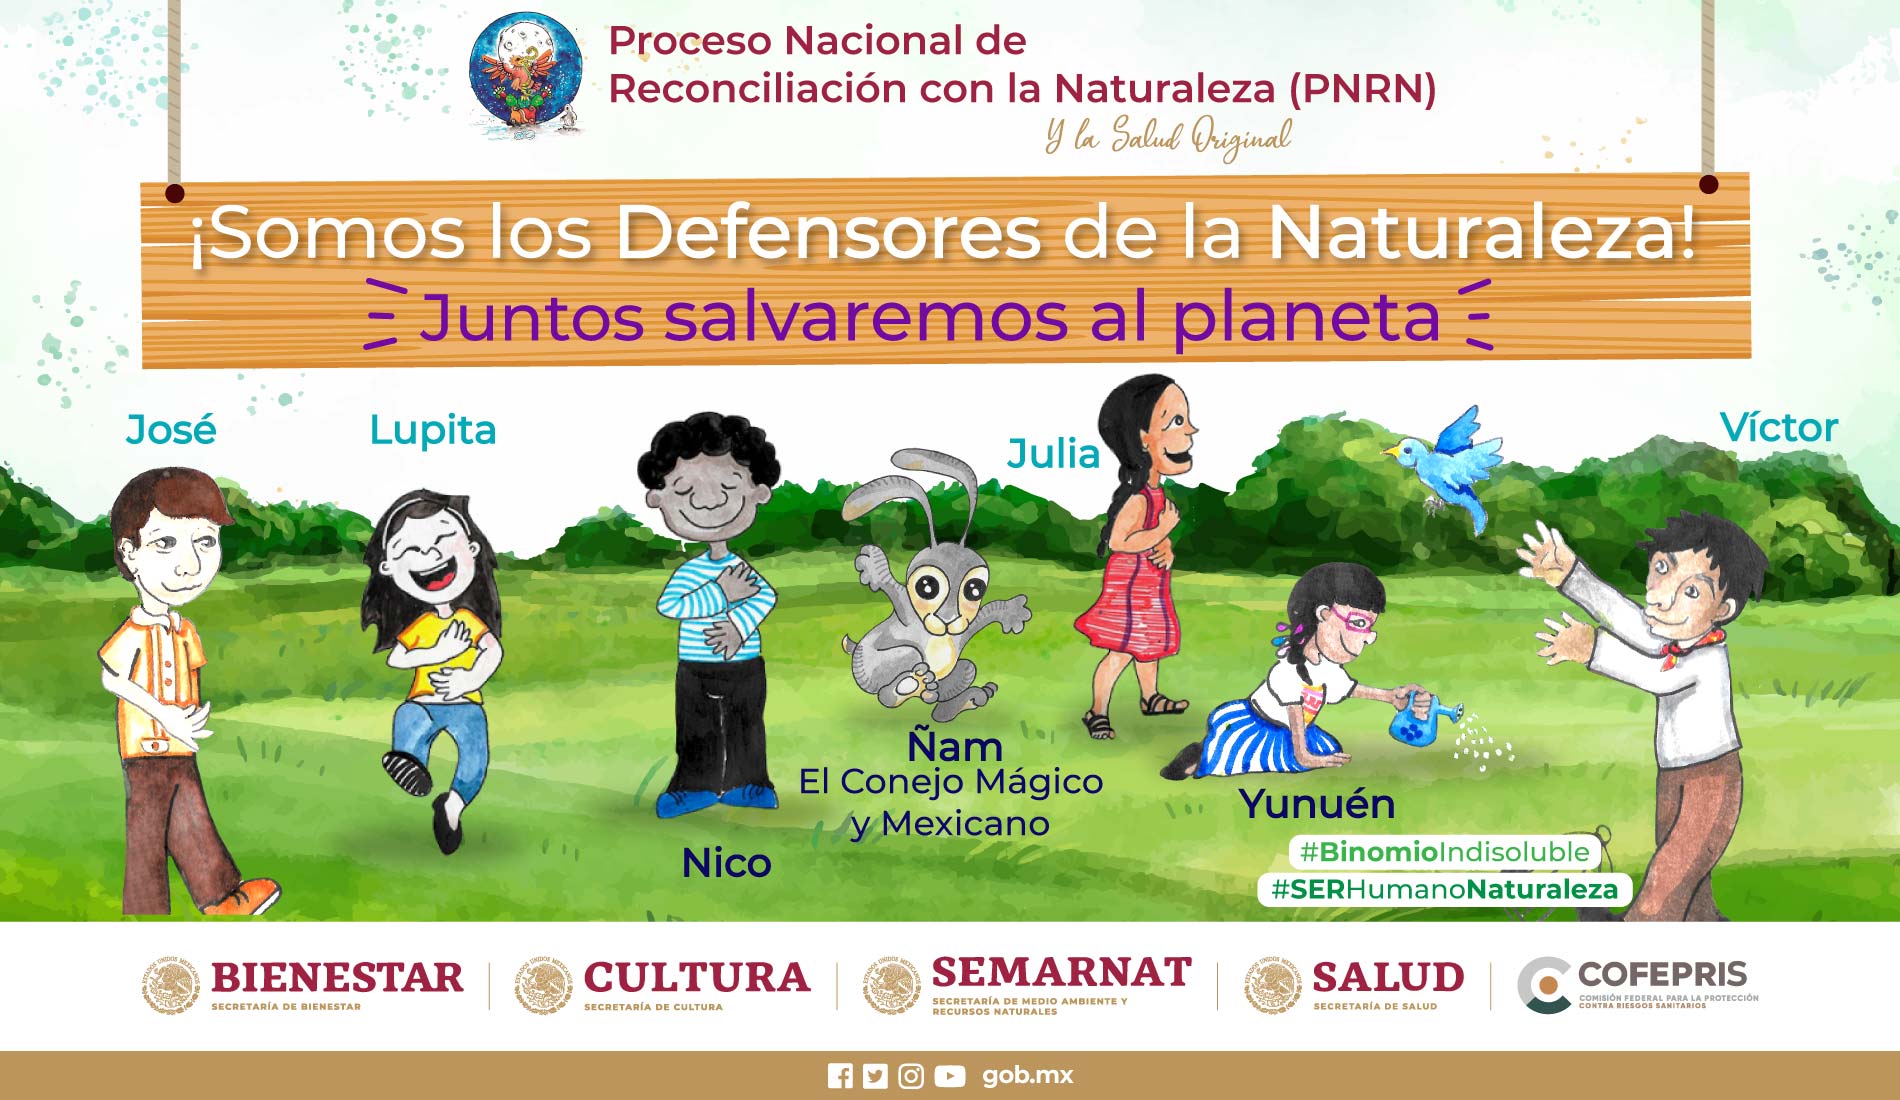 Proceso Nacional de
Reconciliación con la Naturaleza (PNRN)
Y la Salud Original
¡Somos los Defensores de la Naturaleza!
Juntos salvaremos al planeta
José
Lupita
Julia
Víctor
Ñam
El Conejo Mágico
y Mexicano
Yunuén
Nico
#BinomioIndisoluble
#SERHumanoNaturaleza
BIENESTAR
SECRETARÍA DE BIENESTAR
CULTURA
SECRETARÍA DE CULTURA
SEMARNAT
SECRETARÍA DE MEDIO AMBIENTE Y
RECURSOS NATURALES
SALUD
SECRETARÍA DE SALUD
COFEPRIS
COMISIÓN FEDERAL PARA LA PROTECCIÓN
CONTRA RIESGOS SANITARIOS
gob.mx